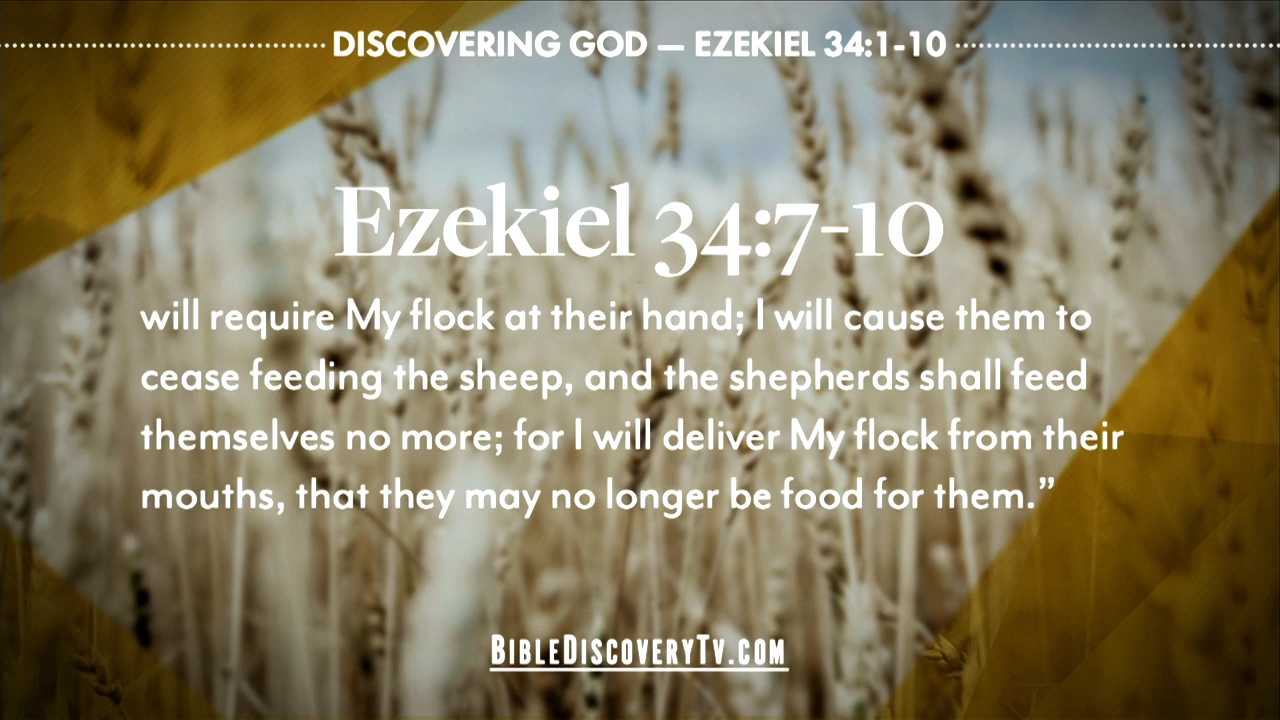 DISCOVERING GOD — EZEKIEL 34:1-10
Ezekiel 34:7-10
will require My flock at their hand; I will cause them to
cease feeding the sheep, and the shepherds shall feed
themselves no more; for I will deliver My flock from their
mouths, that they may no longer be food for them.”
BIBLEDISCOVERYTV.COM